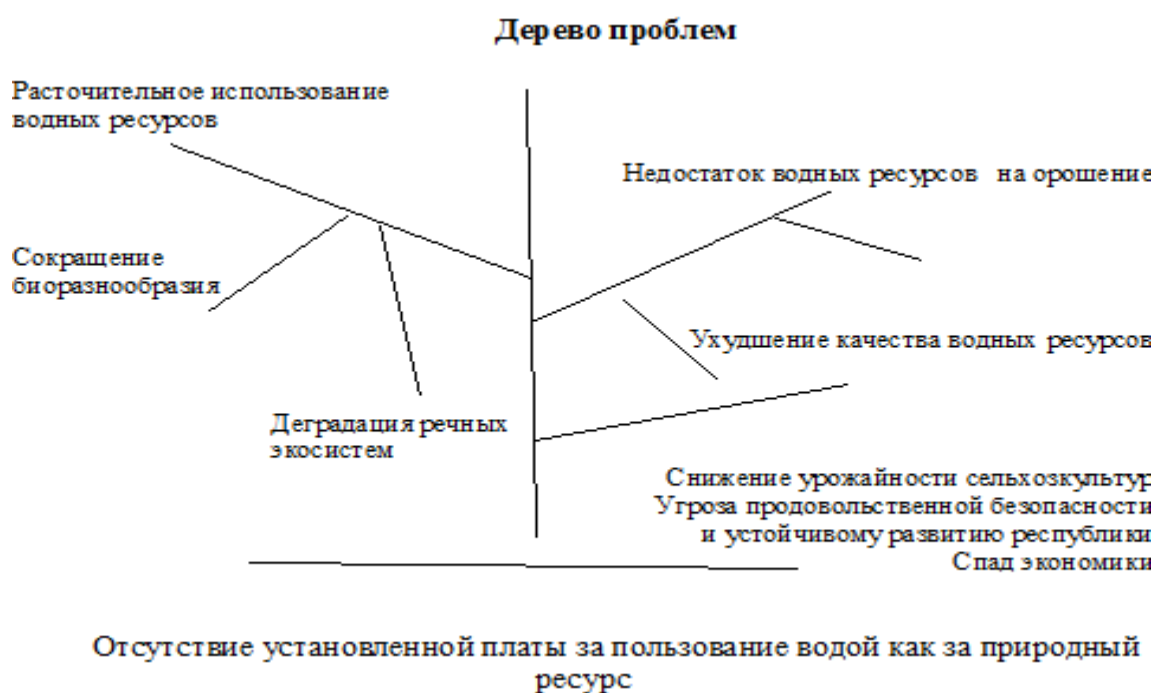 Дерево проблем
Расточительное использование
водных ресурсов
Недостаток водных ресурсов на орошение
Сокращение
биоразнообразия
Ухудшение качества водных ресурсов
Деградация речных
экосистем
Снижение урожайности сельхозкультур
Угроза продовольственной безопасности
и устойчивому развитию республики
Спад экономики
Отсутствие установленной платы за пользование водой как за природный
ресурс